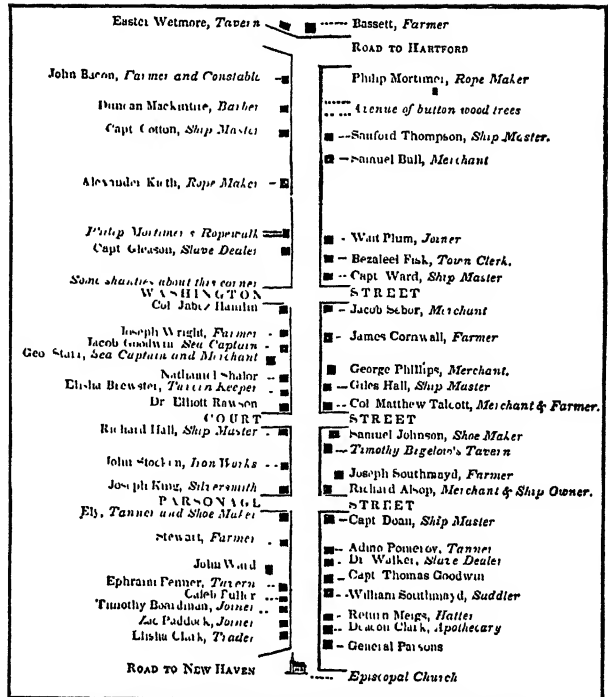 Easter Wetmore, Tavern
Bassett, Farmer
ROAD TO HARTFORD
John Bacon, Farmer and Constable
Philip Mortimer, Rope Maker
Duncan Mackintire, Barber
Avenue of button wood trees
Capt Cotton, Ship Master
Sanford Thompson, Ship Master.
Samuel Bull, Merchant
Alexander Kieth, Rope Maker
Philip Mortimer s Ropewalk
Wait Plum, Joiner
Capt Gleason, Slave Dealer
Bezaleel Fisk, Town Clerk.
Capt Ward, Ship Master
Some shanties about this corner
WASHINGTON STREET
Col Jabez Hamlin
Jacob Sebor, Merchant
Joseph Wright, Farmer
James Cornwall, Farmer
Jacob Goodwin Sea Captain
Geo Starr, Sea Captain and Merchant
George Phillips, Merchant.
Nathaniel Shalor
Giles Hall, Ship Master
Elisha Brewster, Tavern Keeper
Dr Elliott Rawson
Col Matthew Talcott, Merchant & Farmer.
COURT STREET
Richard Hall, Ship Master
Samuel Johnson, Shoe Maker
Timothy Bigelow's Tavern
John Stocken, Iron Works
Joseph Southmayd, Farmer
Joseph King, Silversmith
Richard Alsop, Merchant & Ship Owner.
PARSONAGE STREET
Ely, Tanner and Shoe Maker
Capt Doan, Ship Master
Stewart, Farmer
Adino Pomeroy, Tanner
Dr Walker, Slave Dealer
John Ward
Capt Thomas Goodwin
Ephraim Fenner, Tavern
Caleb Fuller
William Southmayd, Saddler
Timothy Boardman, Joiner
Return Meigs, Hatter
Zac Paddock, Joiner
Deacon Clark, Apothecary
Elisha Clark, Trader
General Parsons
ROAD TO NEW HAVEN
Episcopal Church